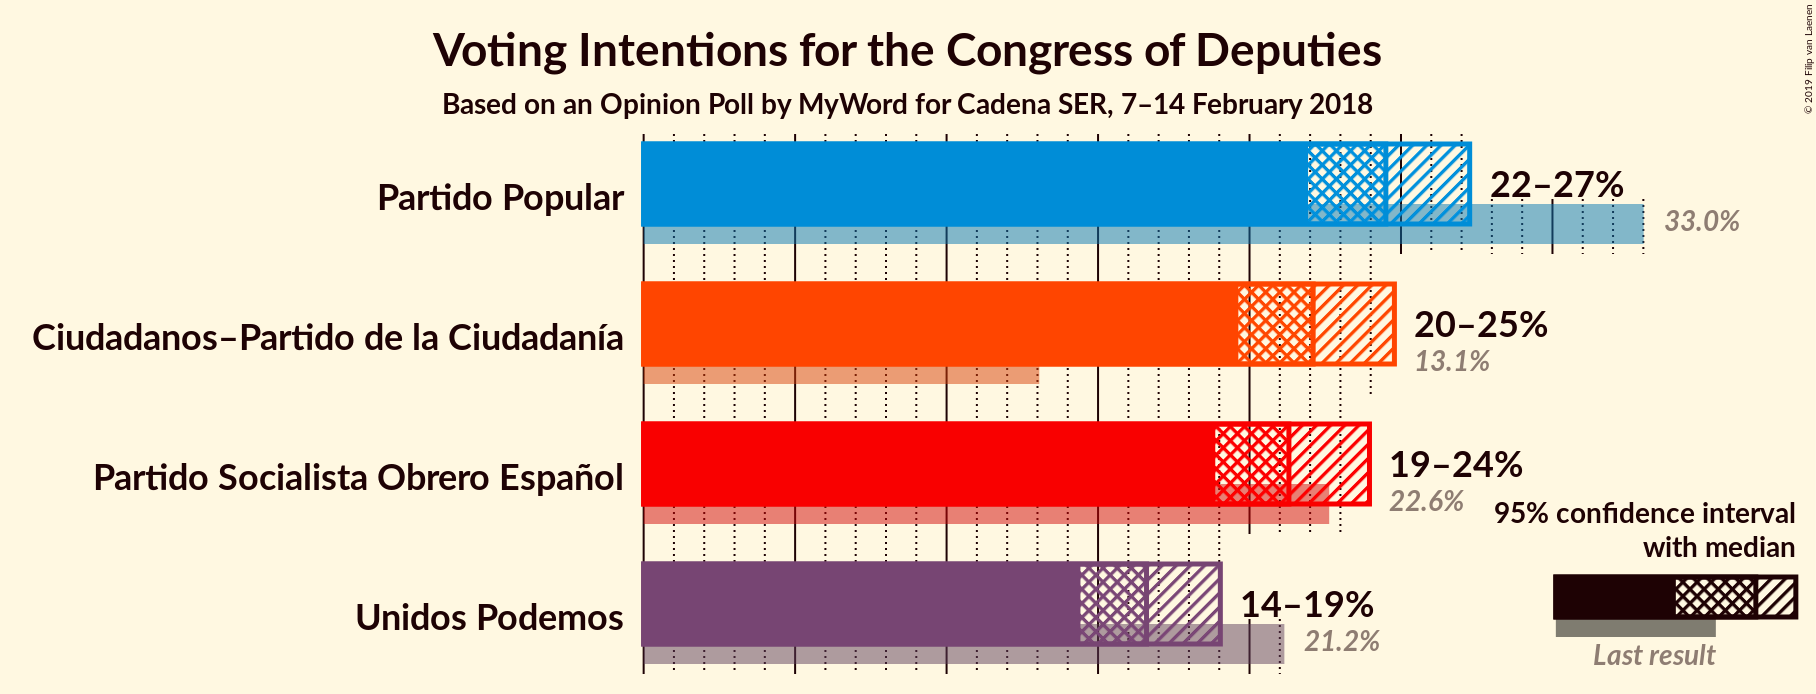 Voting Intentions for the Congress of Deputies
Based on an Opinion Poll by MyWord for Cadena SER, 7–14 February 2018
© 2019 Filip van Laenen
Partido Popular
22–27%
33.0%
Ciudadanos–Partido de la Ciudadanía
20–25%
13.1%
Partido Socialista Obrero Español
19–24%
22.6%
Unidos Podemos
14–19%
21.2%
95% confidence interval
with median
Last result